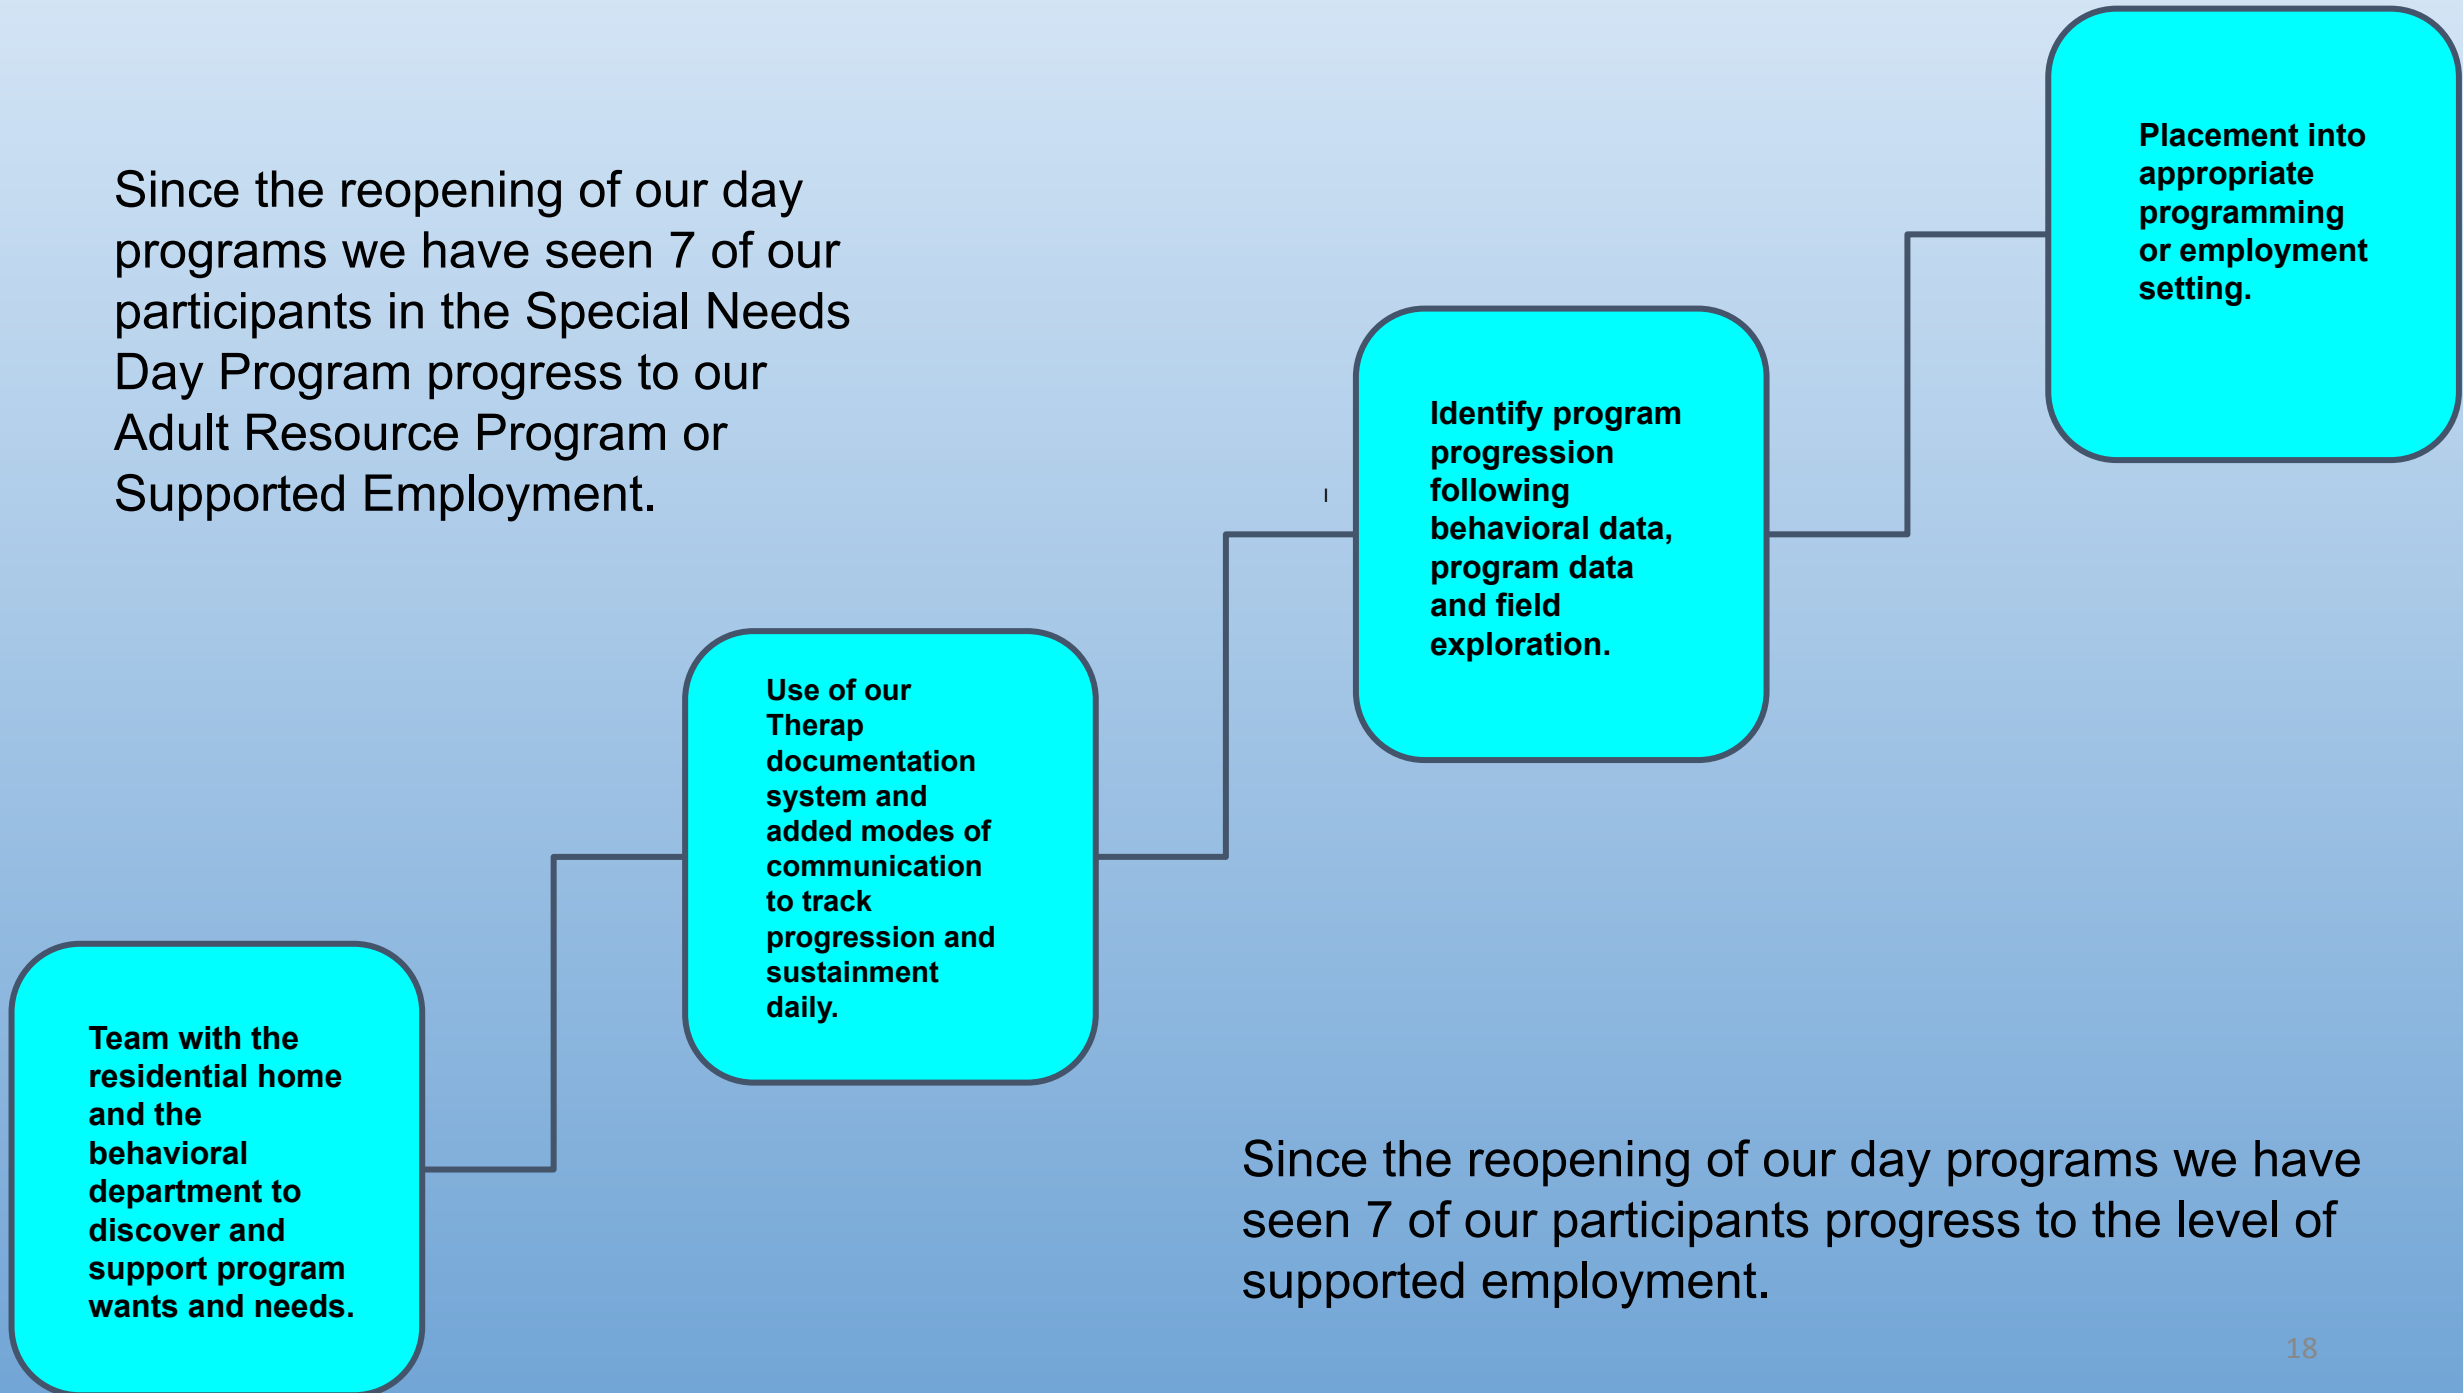 Since the reopening of our day
programs we have seen 7 of our
participants in the Special Needs
Day Program progress to our
Adult Resource Program or
Supported Employment.
Team with the
residential home
and the
behavioral
department to
discover and
support program
wants and needs.
Use of our
Therap
documentation
system and
added modes of
communication
to track
progression and
sustainment
daily.
I
Identify program
progression
following
behavioral data,
program data
and field
exploration.
Placement into
appropriate
programming
or employment
setting.
Since the reopening of our day programs we have
seen 7 of our participants progress to the level of
supported employment.
18